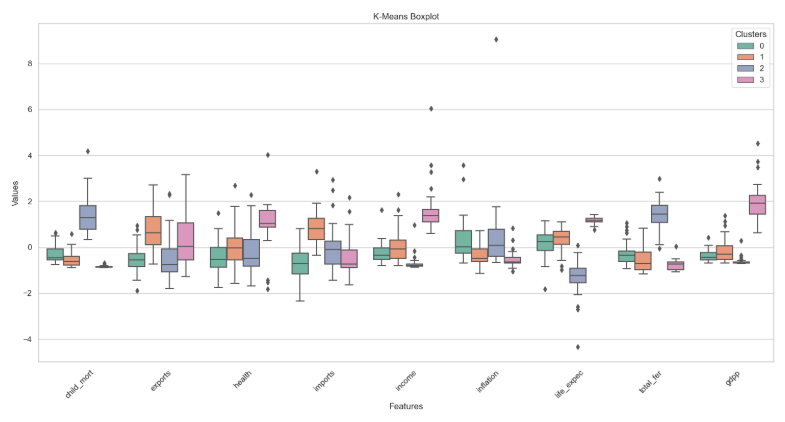 K-Means Boxplot
Clusters
0
1
2
3
8
6
4
2
0
−2
−4
Values
child_mort
exports
health
imports
income
inflation
life_expec
total_fer
gdpp
Features